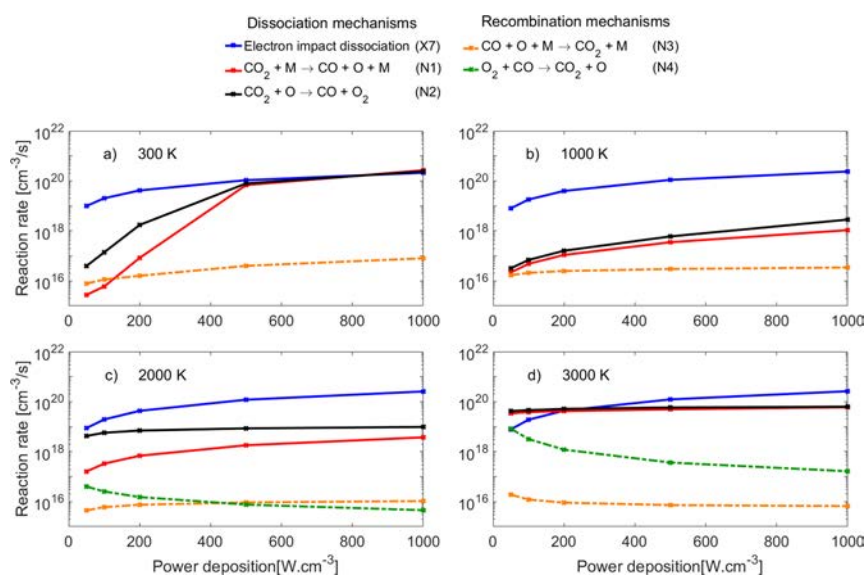 Dissociation mechanisms Recombination mechanisms
Electron impact dissociation (X7) CO + O + M → CO2 + M (N3)
CO2 + M → CO + O + M (N1) O2 + CO → CO2 + O (N4)
CO2 + O → CO + O2 (N2)
Reaction rate [cm-3/s]
10^22
10^20
10^18
10^16
a) 300 K
0 200 400 600 800 1000
10^22
10^20
10^18
10^16
b) 1000 K
0 200 400 600 800 1000
Reaction rate [cm-3/s]
10^22
10^20
10^18
10^16
c) 2000 K
0 200 400 600 800 1000
Power deposition[W.cm-3]
10^22
10^20
10^18
10^16
d) 3000 K
0 200 400 600 800 1000
Power deposition[W.cm-3]